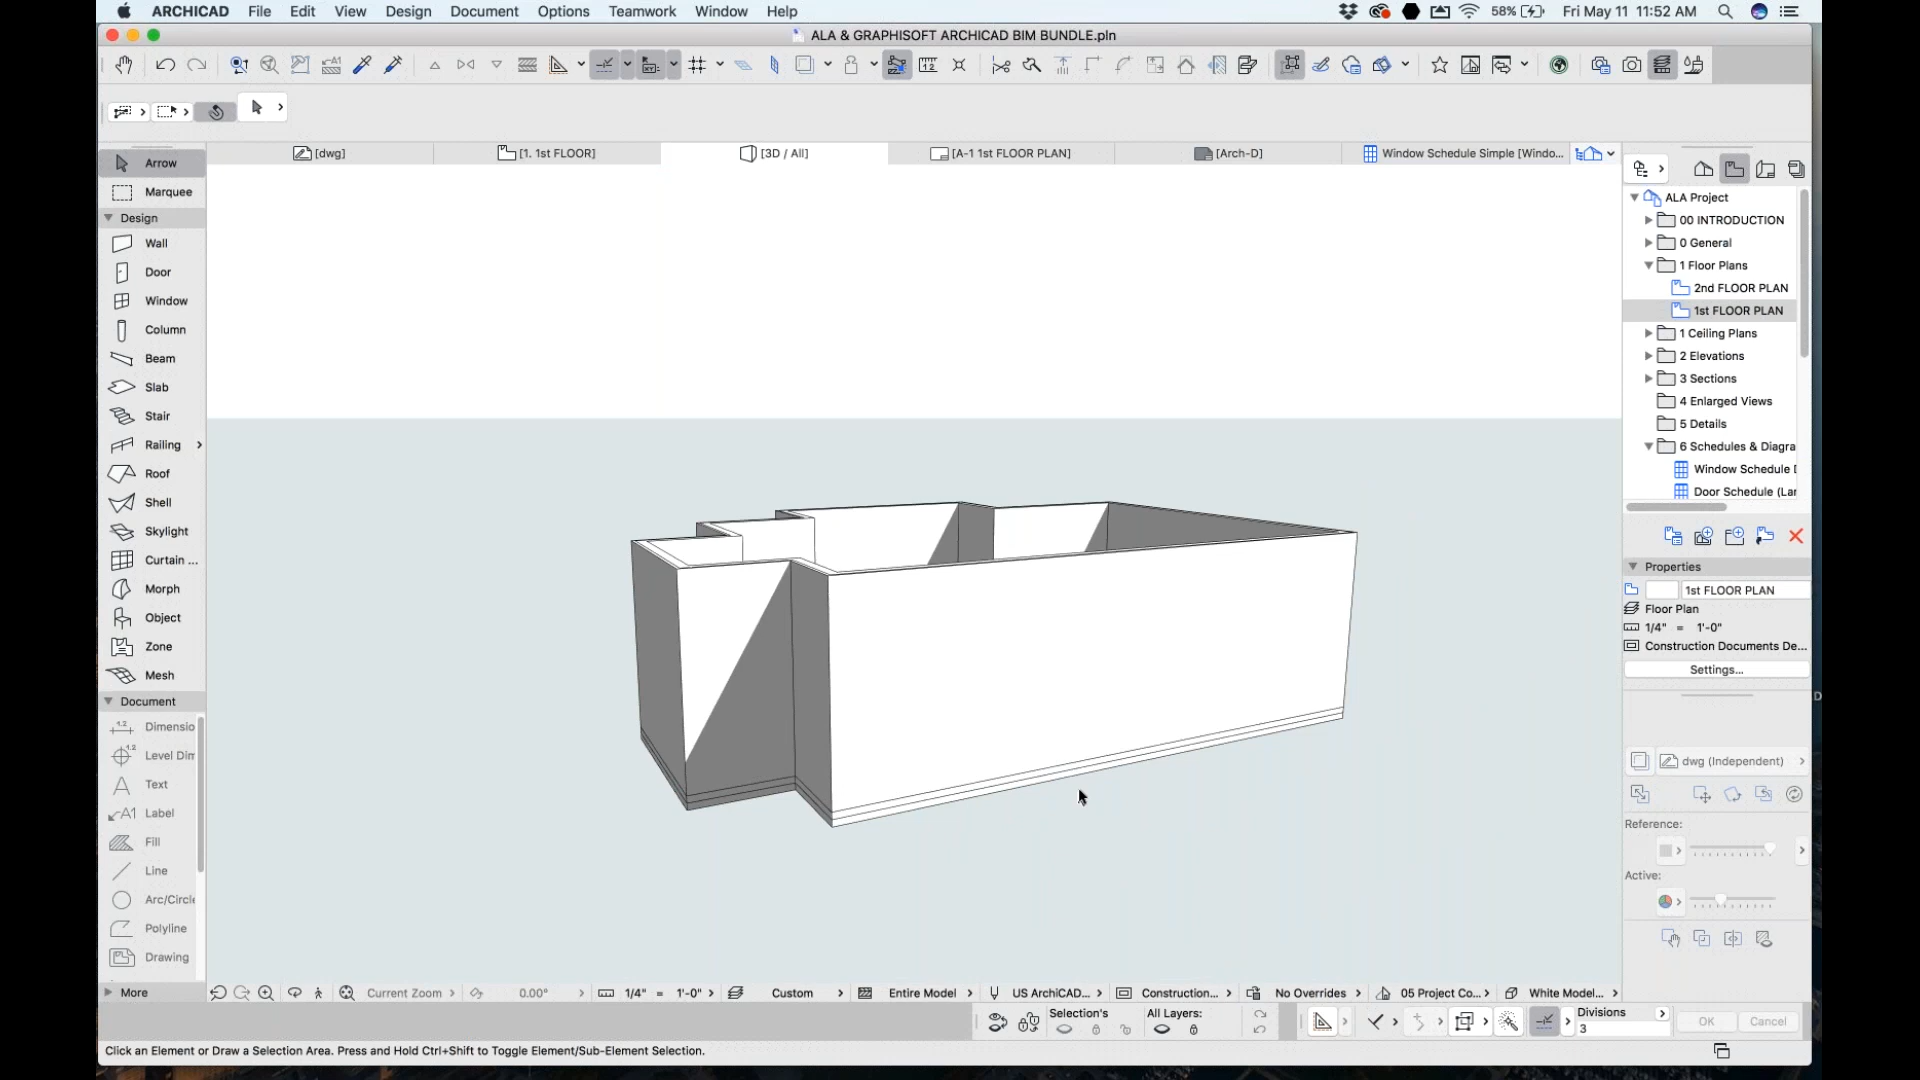 ARCHICAD File Edit View Design Document Options Teamwork Window Help 58% Fri May 11 11:52 AM
ALA & GRAPHISOFT ARCHICAD BIM BUNDLE.pln
[dwg] [1. 1st FLOOR] [3D / All] [A-1 1st FLOOR PLAN] [Arch-D] Window Schedule Simple [Windo...
Arrow
Marquee
Design
Wall
Door
Window
Column
Beam
Slab
Stair
Railing
Roof
Shell
Skylight
Curtain ...
Morph
Object
Zone
Mesh
Document
Dimensio
Level Dim
Text
Label
Fill
Line
Arc/Circle
Polyline
Drawing
More
ALA Project
00 INTRODUCTION
0 General
1 Floor Plans
2nd FLOOR PLAN
1st FLOOR PLAN
1 Ceiling Plans
2 Elevations
3 Sections
4 Enlarged Views
5 Details
6 Schedules & Diagra
Window Schedule
Door Schedule (Lar
Properties
1st FLOOR PLAN
Floor Plan
1/4" = 1'-0"
Construction Documents De...
Settings...
dwg (Independent)
Reference:
Active:
Current Zoom 0.00° 1/4" = 1'-0" Custom Entire Model US ArchiCAD... Construction... No Overrides 05 Project Co... White Model...
Selection's All Layers: Divisions
3 OK Cancel
Click an Element or Draw a Selection Area. Press and Hold Ctrl+Shift to Toggle Element/Sub-Element Selection.